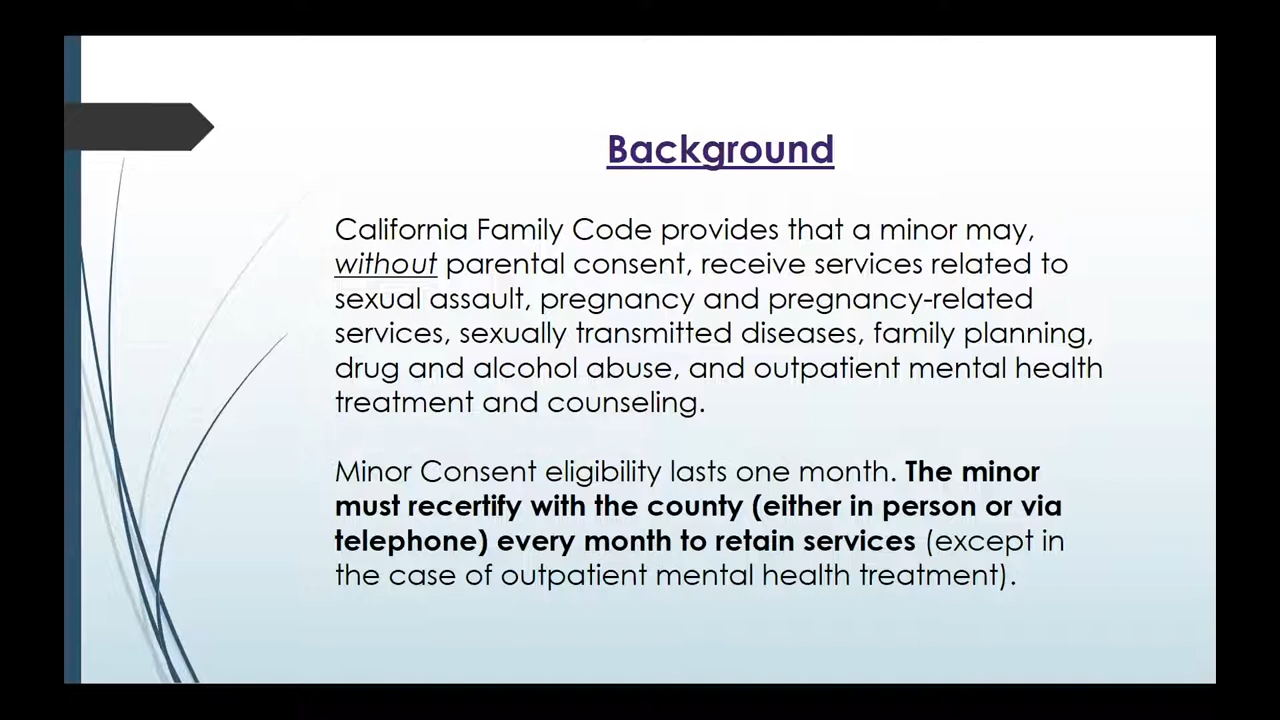 Background
California Family Code provides that a minor may,
without parental consent, receive services related to
sexual assault, pregnancy and pregnancy-related
services, sexually transmitted diseases, family planning,
drug and alcohol abuse, and outpatient mental health
treatment and counseling.
Minor Consent eligibility lasts one month. The minor
must recertify with the county (either in person or via
telephone) every month to retain services (except in
the case of outpatient mental health treatment).